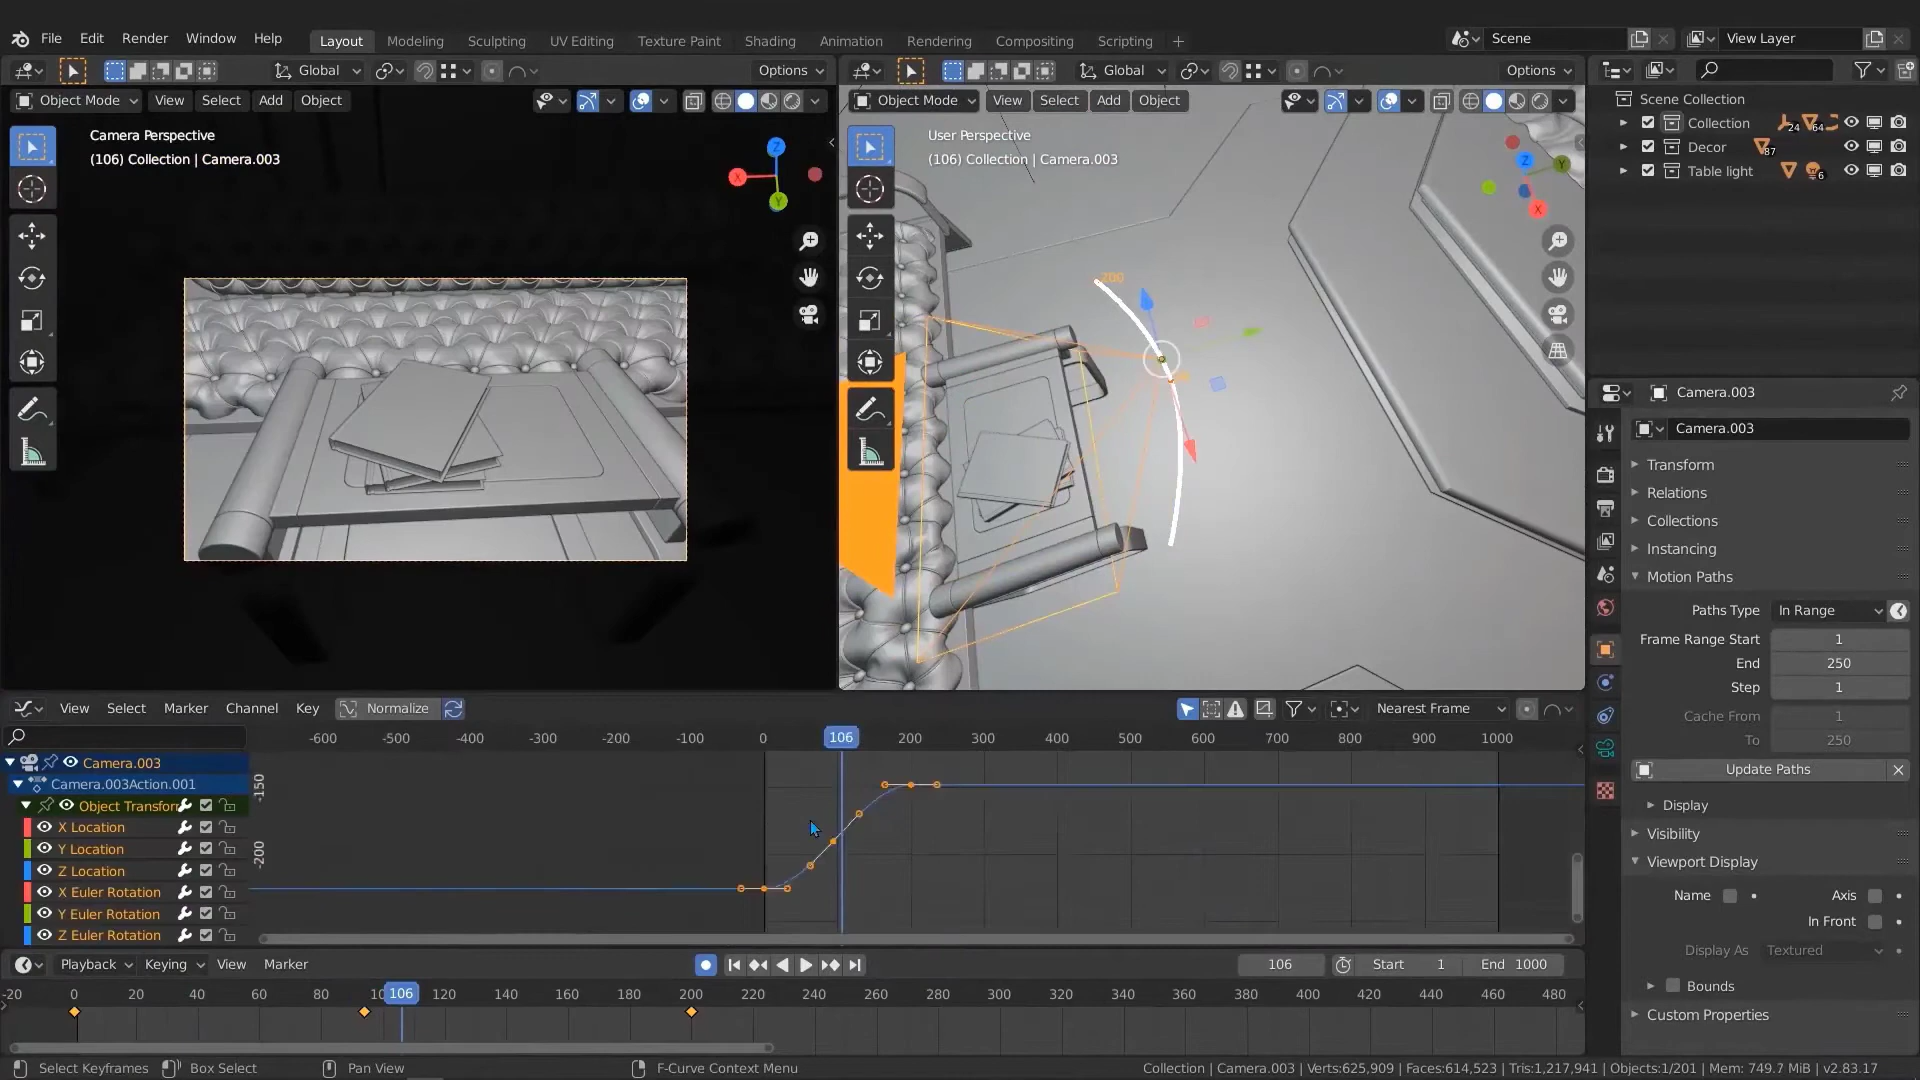 File Edit Render Window Help Layout Modeling Sculpting UV Editing Texture Paint Shading Animation Rendering Compositing Scripting + Scene View Layer
Global Options Global Options
Object Mode View Select Add Object Object Mode View Select Add Object
Scene Collection
Collection 24 64
Decor 87
Table light 6
Camera Perspective
(106) Collection | Camera.003
Z
X
Y
User Perspective
(106) Collection | Camera.003
Z
Y
X
200
Camera.003
Camera.003
Transform
Relations
Collections
Instancing
Motion Paths
Paths Type In Range
Frame Range Start 1
End 250
Step 1
Cache From 1
To 250
Update Paths
Display
Visibility
Viewport Display
Name Axis
In Front
Display As Textured
Bounds
Custom Properties
View Select Marker Channel Key Normalize Nearest Frame
-600 -500 -400 -300 -200 -100 0 106 200 300 400 500 600 700 800 900 1000
-150
-200
Camera.003
Camera.003Action.001
Object Transform
X Location
Y Location
Z Location
X Euler Rotation
Y Euler Rotation
Z Euler Rotation
Playback Keying View Marker 106 Start 1 End 1000
-20 0 20 40 60 80 10 106 120 140 160 180 200 220 240 260 280 300 320 340 360 380 400 420 440 460 480
Select Keyframes Box Select Pan View F-Curve Context Menu Collection | Camera.003 | Verts:625,909 | Faces:614,523 | Tris:1,217,941 | Objects:1/201 | Mem: 749.7 MiB | v2.83.17